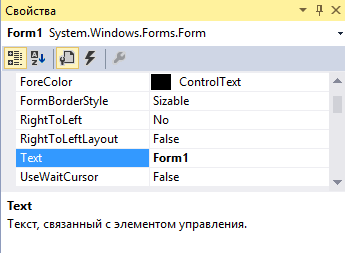 Свойства
Form1 System.Windows.Forms.Form
ForeColor ControlText
FormBorderStyle Sizable
RightToLeft No
RightToLeftLayout False
Text Form1
UseWaitCursor False
Text
Текст, связанный с элементом управления.